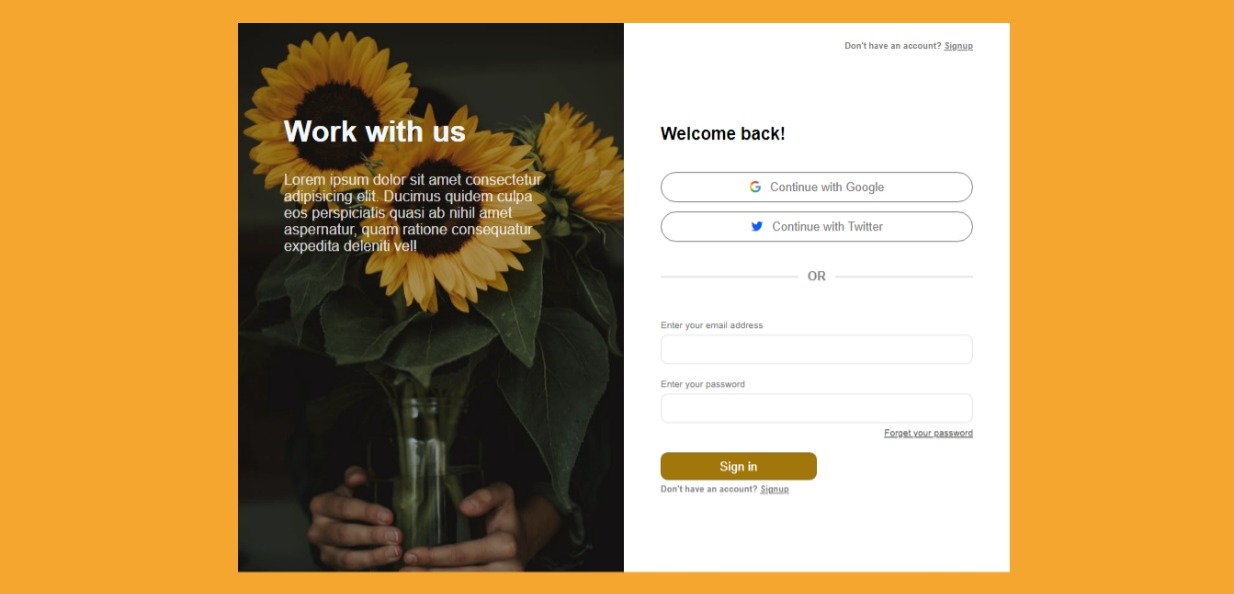 Work with us
Lorem ipsum dolor sit amet consectetur
adipisicing elit. Ducimus quidem culpa
eos perspiciatis quasi ab nihil amet
aspernatur, quam ratione consequatur
expedita deleniti vel!
Don't have an account? Signup
Welcome back!
Continue with Google
Continue with Twitter
OR
Enter your email address
Enter your password
Forget your password
Sign in
Don't have an account? Signup